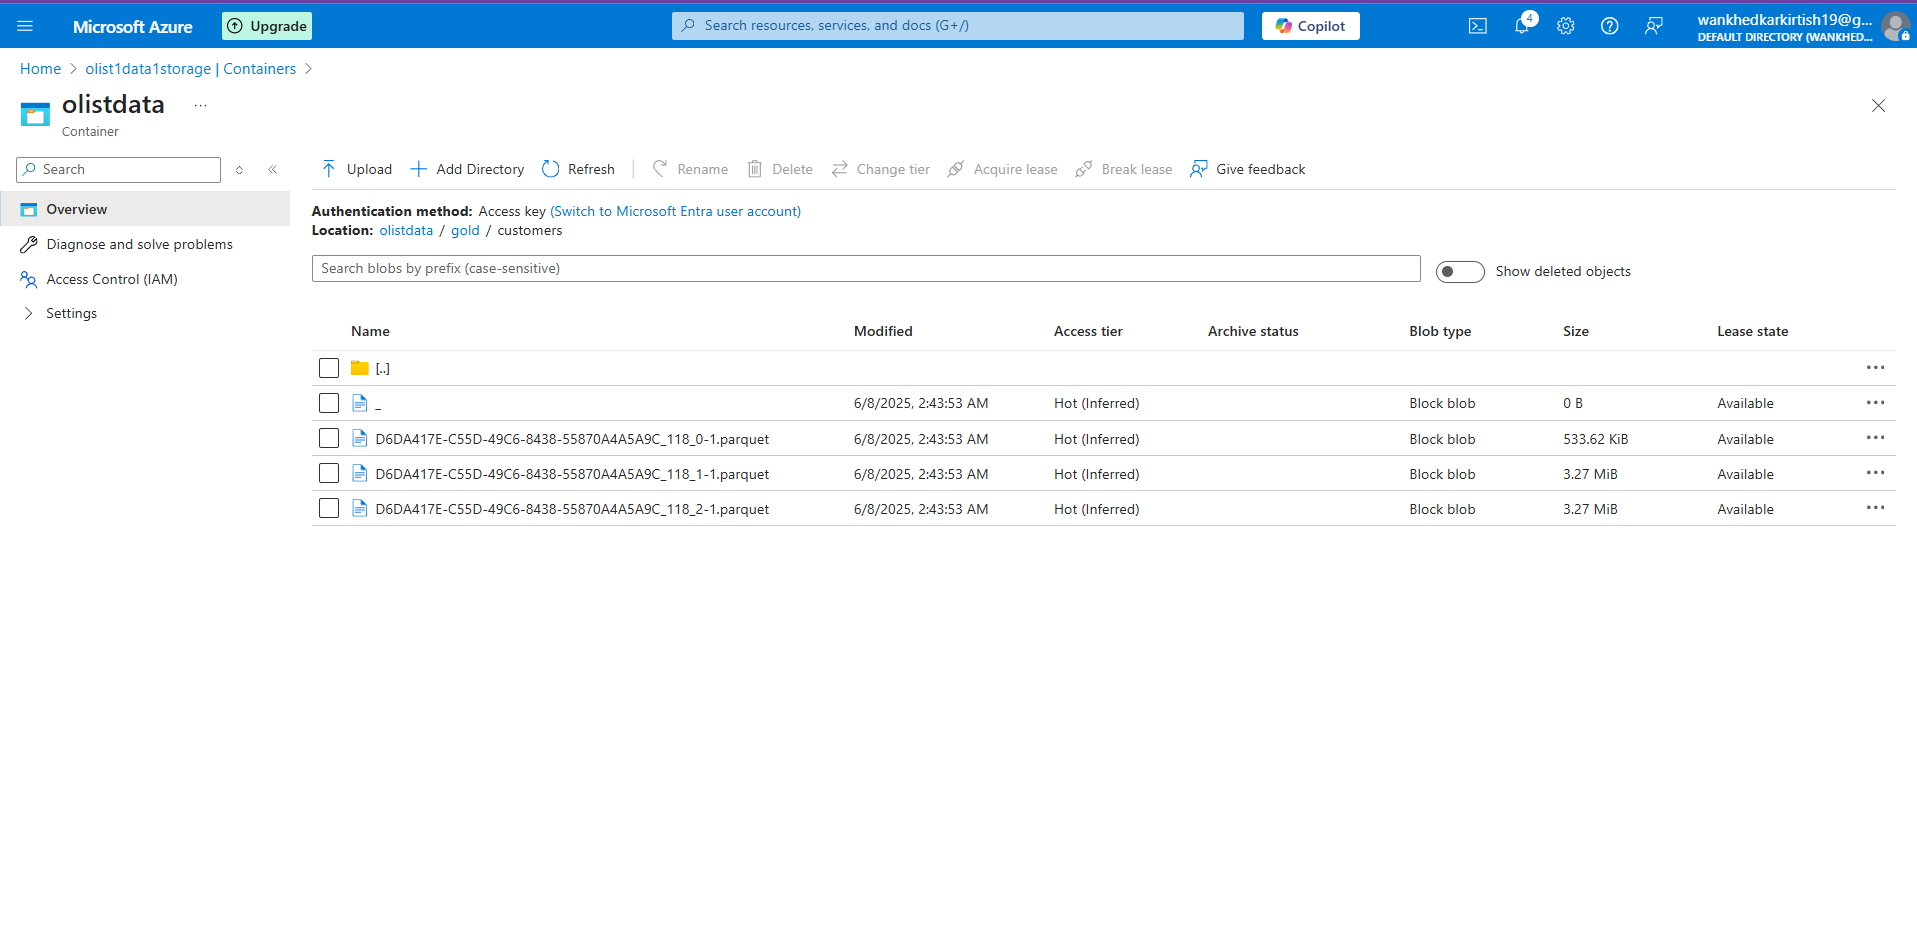 Microsoft Azure
Upgrade
Search resources, services, and docs (G+/)
Copilot
4
wankhedkarkirtish19@g...
DEFAULT DIRECTORY (WANKHED...
Home > olist1data1storage | Containers >
olistdata ...
Container
Search
Overview
Diagnose and solve problems
Access Control (IAM)
Settings
Upload Add Directory Refresh Rename Delete Change tier Acquire lease Break lease Give feedback
Authentication method: Access key (Switch to Microsoft Entra user account)
Location: olistdata / gold / customers
Search blobs by prefix (case-sensitive)
Show deleted objects
Name Modified Access tier Archive status Blob type Size Lease state
[..]
_ 6/8/2025, 2:43:53 AM Hot (Inferred) Block blob 0 B Available
D6DA417E-C55D-49C6-8438-55870A4A5A9C_118_0-1.parquet 6/8/2025, 2:43:53 AM Hot (Inferred) Block blob 533.62 KiB Available
D6DA417E-C55D-49C6-8438-55870A4A5A9C_118_1-1.parquet 6/8/2025, 2:43:53 AM Hot (Inferred) Block blob 3.27 MiB Available
D6DA417E-C55D-49C6-8438-55870A4A5A9C_118_2-1.parquet 6/8/2025, 2:43:53 AM Hot (Inferred) Block blob 3.27 MiB Available